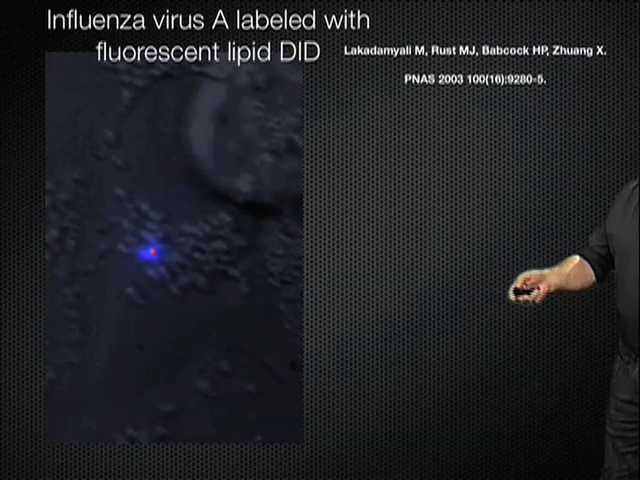 Influenza virus A labeled with
fluorescent lipid DID
Lakadamyali M, Rust MJ, Babcock HP, Zhuang X.
PNAS 2003 100(16):9280-5.